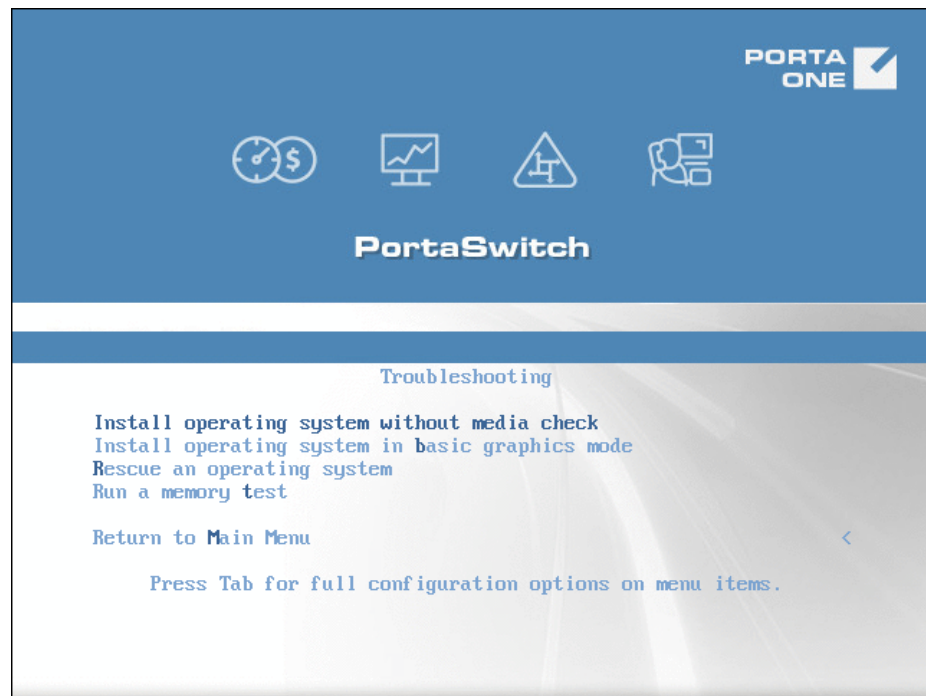 PORTA
ONE
PortaSwitch
Troubleshooting
Install operating system without media check
Install operating system in basic graphics mode
Rescue an operating system
Run a memory test
Return to Main Menu <
Press Tab for full configuration options on menu items.